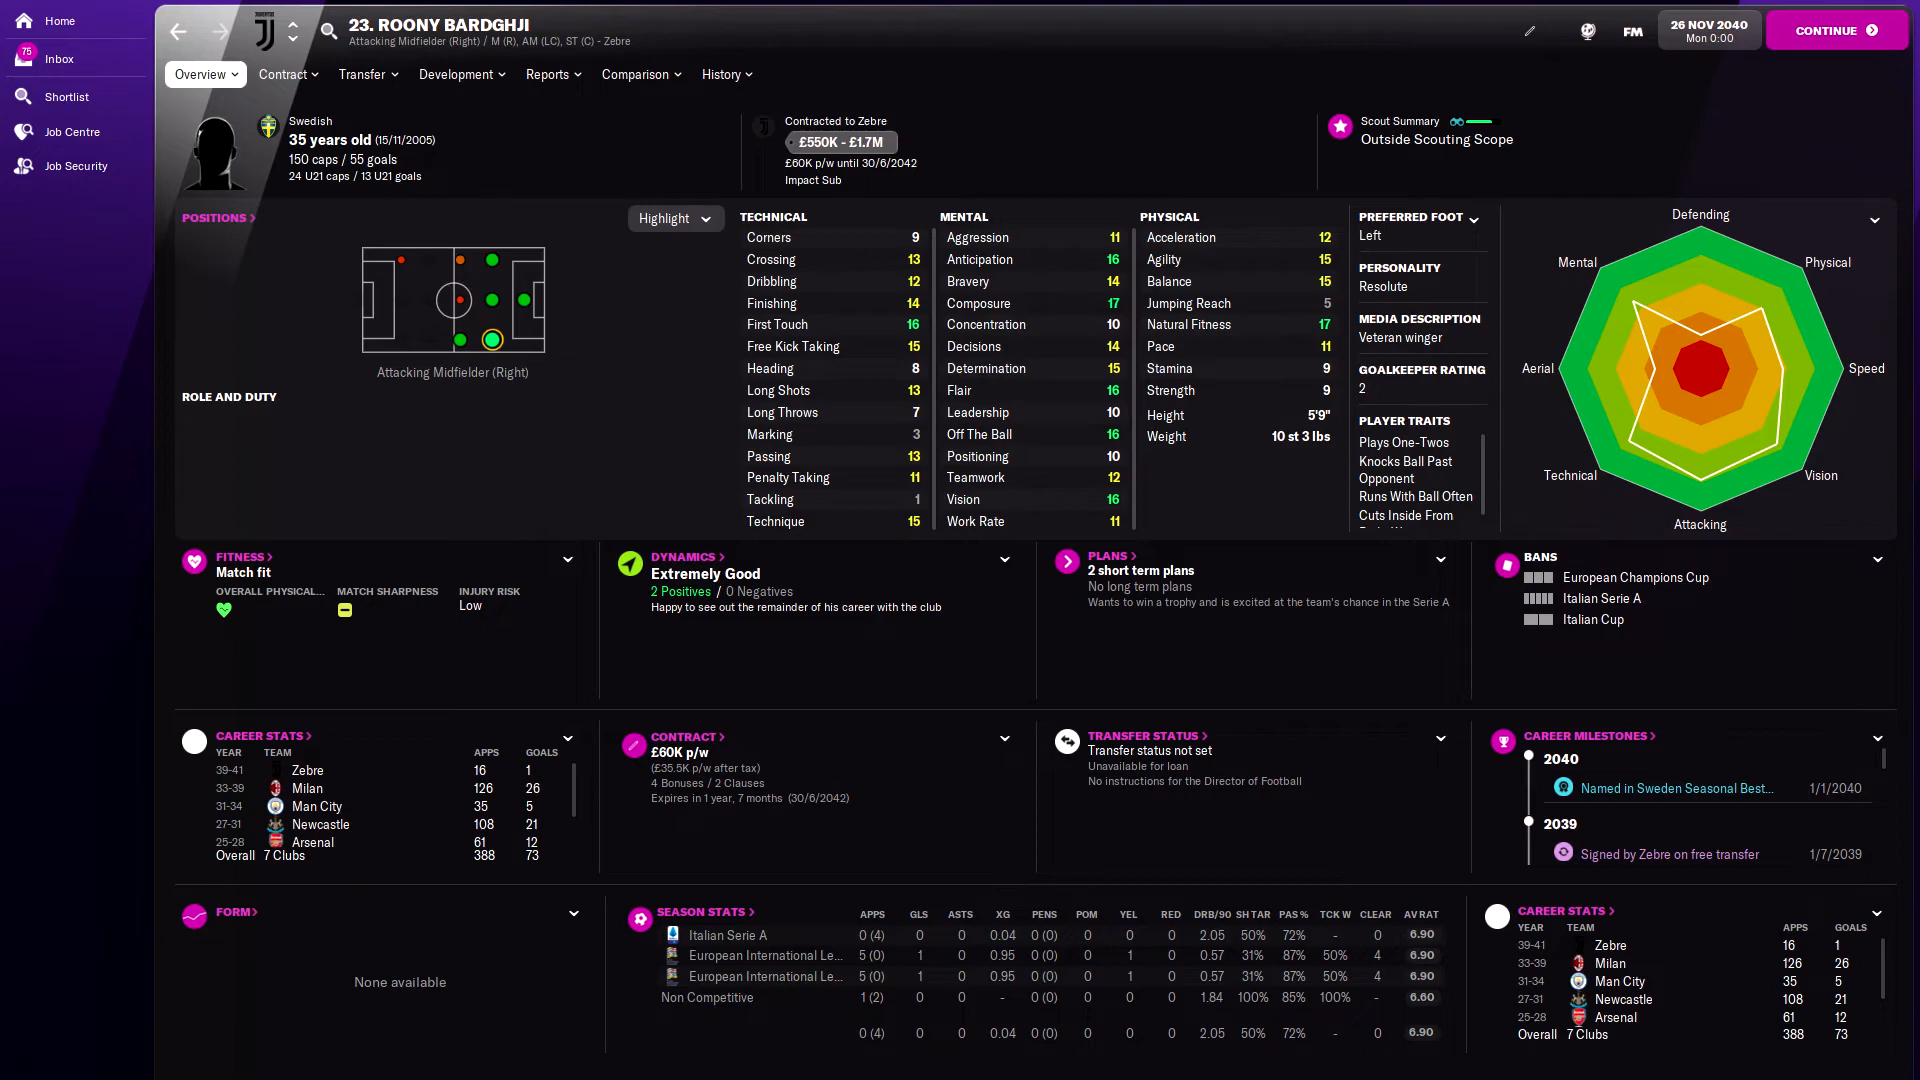 Home
75
Inbox
Shortlist
Job Centre
Job Security
23. ROONY BARDGHJI
Attacking Midfielder (Right) / M (R), AM (LC), ST (C) - Zebre
FM
26 NOV 2040
Mon 0:00
CONTINUE
Overview
Contract
Transfer
Development
Reports
Comparison
History
Swedish
35 years old (15/11/2005)
150 caps / 55 goals
24 U21 caps / 13 U21 goals
Contracted to Zebre
£550K - £1.7M
£60K p/w until 30/6/2042
Impact Sub
Scout Summary
Outside Scouting Scope
POSITIONS >
Highlight
Attacking Midfielder (Right)
ROLE AND DUTY
TECHNICAL
Corners 9
Crossing 13
Dribbling 12
Finishing 14
First Touch 16
Free Kick Taking 15
Heading 8
Long Shots 13
Long Throws 7
Marking 3
Passing 13
Penalty Taking 11
Tackling 1
Technique 15
MENTAL
Aggression 11
Anticipation 16
Bravery 14
Composure 17
Concentration 10
Decisions 14
Determination 15
Flair 16
Leadership 10
Off The Ball 16
Positioning 10
Teamwork 12
Vision 16
Work Rate 11
PHYSICAL
Acceleration 12
Agility 15
Balance 15
Jumping Reach 5
Natural Fitness 17
Pace 11
Stamina 9
Strength 9
Height 5'9"
Weight 10 st 3 lbs
PREFERRED FOOT
Left
PERSONALITY
Resolute
MEDIA DESCRIPTION
Veteran winger
GOALKEEPER RATING
2
PLAYER TRAITS
Plays One-Twos
Knocks Ball Past
Opponent
Runs With Ball Often
Cuts Inside From
Defending
Mental
Physical
Aerial
Speed
Technical
Vision
Attacking
FITNESS >
Match fit
OVERALL PHYSICAL...
MATCH SHARPNESS
INJURY RISK
Low
DYNAMICS >
Extremely Good
2 Positives / 0 Negatives
Happy to see out the remainder of his career with the club
PLANS >
2 short term plans
No long term plans
Wants to win a trophy and is excited at the team's chance in the Serie A
BANS
European Champions Cup
Italian Serie A
Italian Cup
CAREER STATS >
YEAR TEAM APPS GOALS
39-41 Zebre 16 1
33-39 Milan 126 26
31-34 Man City 35 5
27-31 Newcastle 108 21
25-28 Arsenal 61 12
Overall 7 Clubs 388 73
CONTRACT >
£60K p/w
(£35.5K p/w after tax)
4 Bonuses / 2 Clauses
Expires in 1 year, 7 months (30/6/2042)
TRANSFER STATUS >
Transfer status not set
Unavailable for loan
No instructions for the Director of Football
CAREER MILESTONES >
2040
Named in Sweden Seasonal Best... 1/1/2040
2039
Signed by Zebre on free transfer 1/7/2039
FORM >
None available
SEASON STATS >
APPS GLS ASTS XG PENS POM YEL RED DRB/90 SH TAR PAS % TCK W CLEAR AV RAT
Italian Serie A 0 (4) 0 0 0.04 0 (0) 0 0 0 2.05 50% 72% - 0 6.90
European International Le... 5 (0) 1 0 0.95 0 (0) 0 1 0 0.57 31% 87% 50% 4 6.90
European International Le... 5 (0) 1 0 0.95 0 (0) 0 1 0 0.57 31% 87% 50% 4 6.90
Non Competitive 1 (2) 0 0 - 0 (0) 0 0 0 1.84 100% 85% 100% - 6.60
0 (4) 0 0 0.04 0 (0) 0 0 0 2.05 50% 72% - 0 6.90
CAREER STATS >
YEAR TEAM APPS GOALS
39-41 Zebre 16 1
33-39 Milan 126 26
31-34 Man City 35 5
27-31 Newcastle 108 21
25-28 Arsenal 61 12
Overall 7 Clubs 388 73